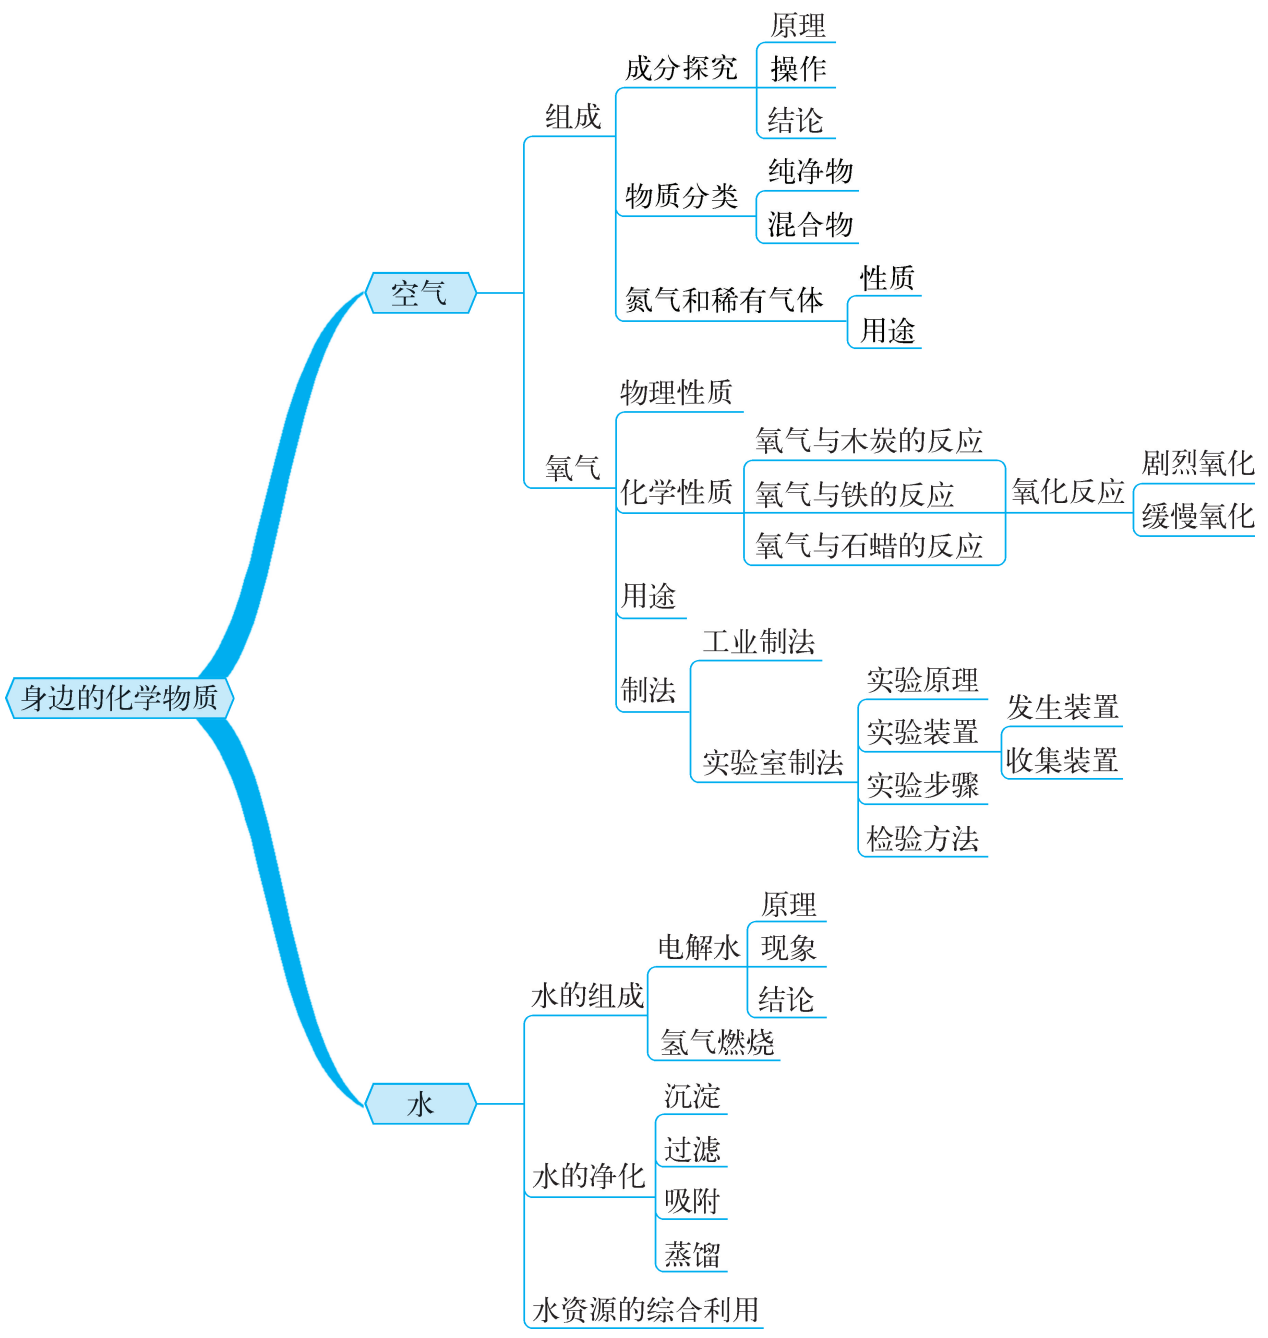 身边的化学物质
空气
组成
成分探究
原理
操作
结论
物质分类
纯净物
混合物
氮气和稀有气体
性质
用途
氧气
物理性质
化学性质
氧气与木炭的反应
氧气与铁的反应
氧气与石蜡的反应
氧化反应
剧烈氧化
缓慢氧化
用途
制法
工业制法
实验室制法
实验原理
实验装置
发生装置
收集装置
实验步骤
检验方法
水
水的组成
电解水
原理
现象
结论
氢气燃烧
水的净化
沉淀
过滤
吸附
蒸馏
水资源的综合利用